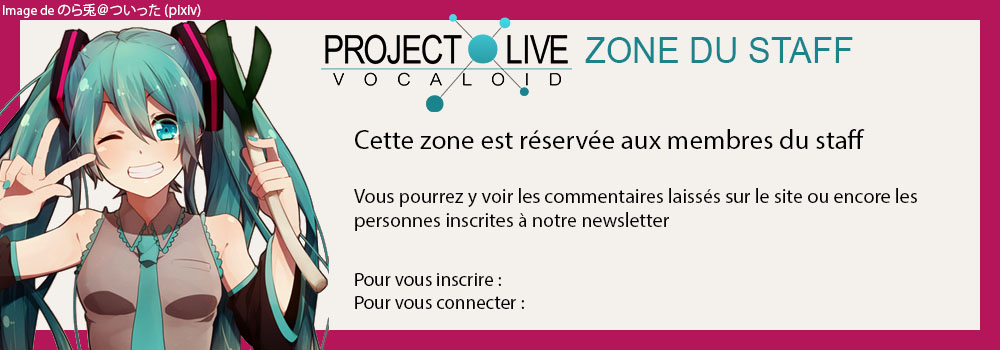 Image de のら兎@ついった (pixiv)
PROJECT LIVE ZONE DU STAFF
VOCALOID
Cette zone est réservée aux membres du staff
Vous pourrez y voir les commentaires laissés sur le site ou encore les
personnes inscrites à notre newsletter
Pour vous inscrire :
Pour vous connecter :